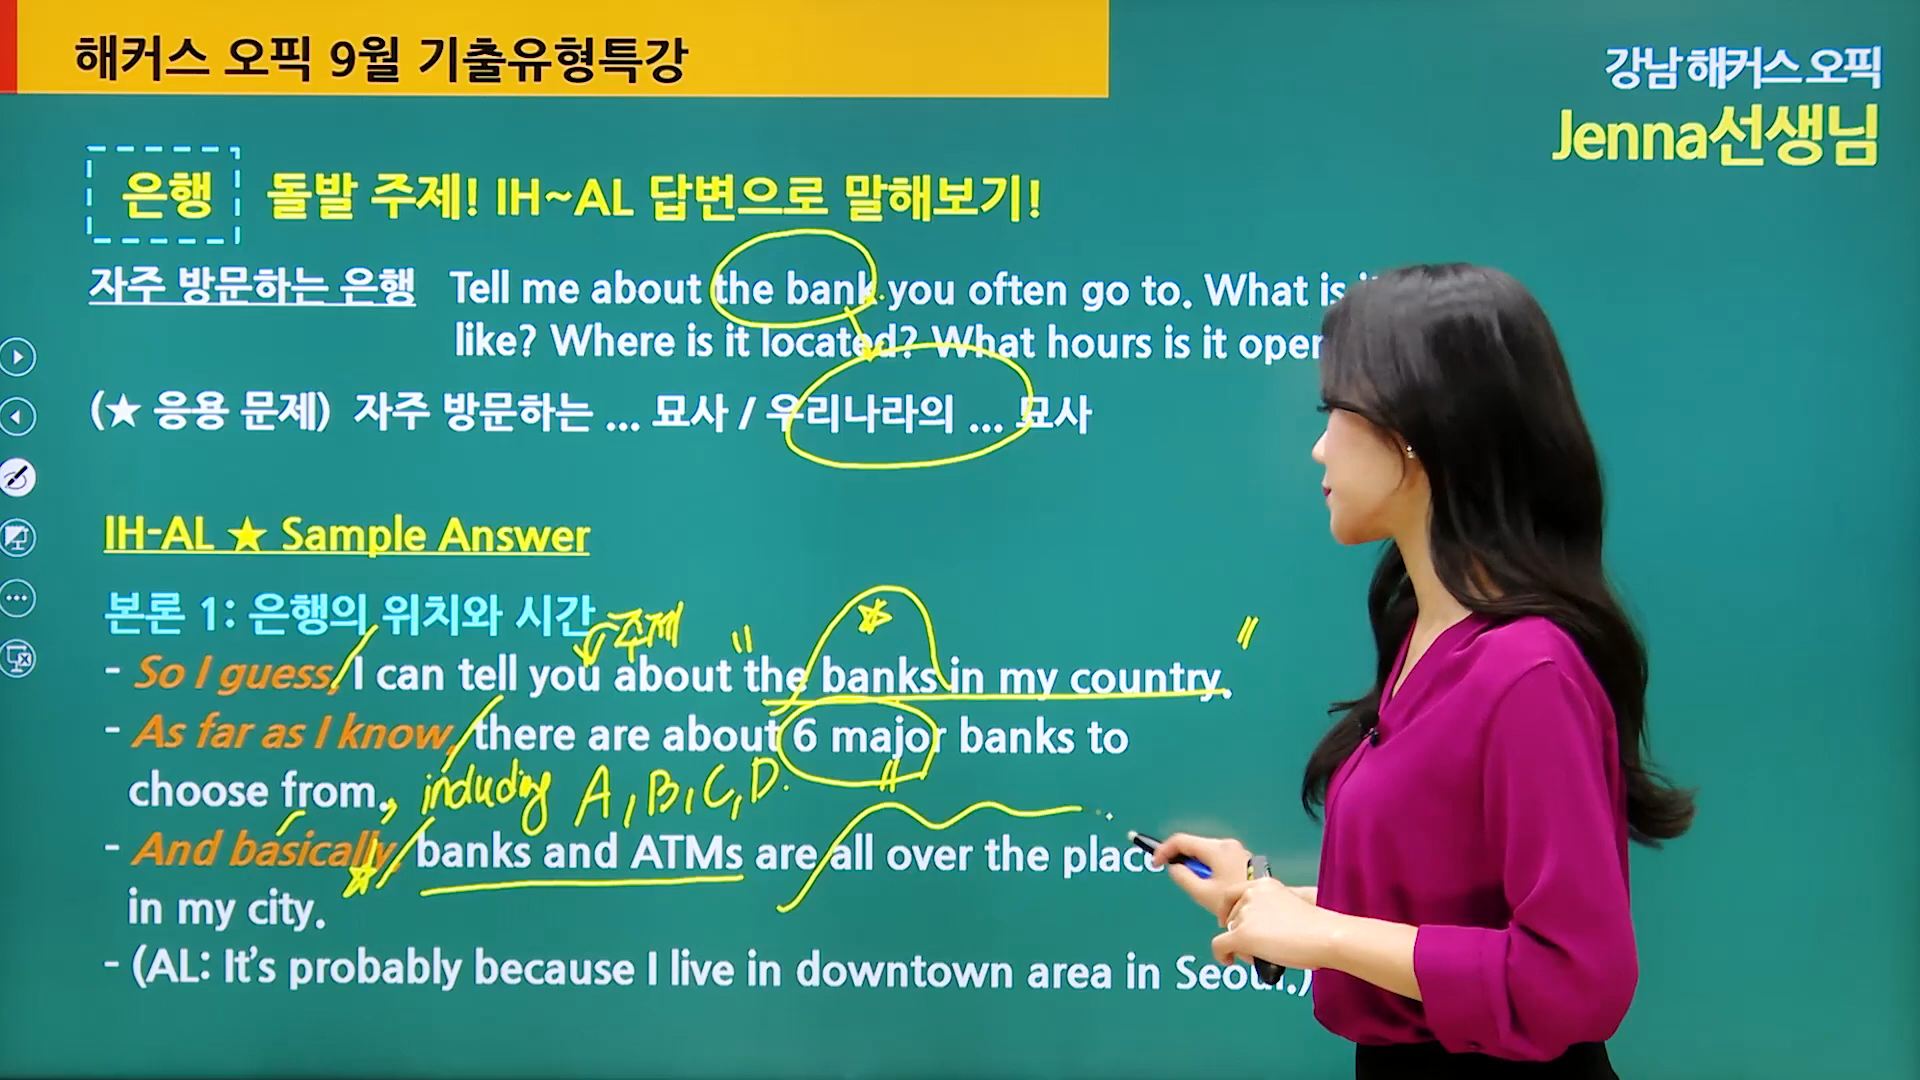 해커스 오픽 9월 기출유형특강
강남 해커스 오픽
Jenna선생님
은행 돌발 주제! IH~AL 답변으로 말해보기!
자주 방문하는 은행 Tell me about the bank you often go to. What is
like? Where is it located? What hours is it open
(★ 응용 문제) 자주 방문하는 ... 묘사 / 우리나라의 ... 묘사
IH-AL ★ Sample Answer
본론 1: 은행의 위치와 시간
주제
- So I guess, I can tell you about the banks in my country.
- As far as I know, there are about 6 major banks to
choose from., including A, B, C, D.
- And basically, banks and ATMs are all over the place
in my city.
- (AL: It's probably because I live in downtown area in Seoul.)